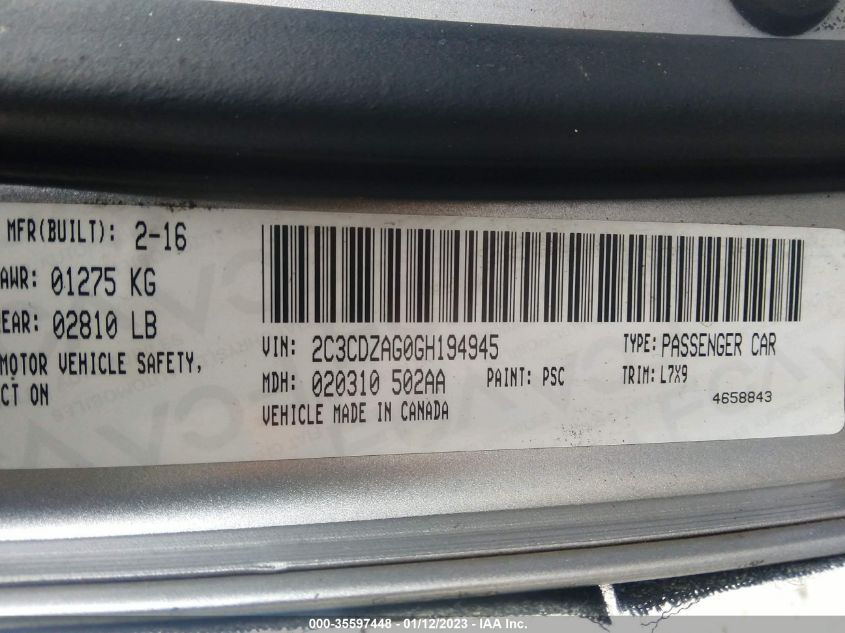 MFR(BUILT): 2-16
AWR: 01275 KG
EAR: 02810 LB
MOTOR VEHICLE SAFETY,
CT ON
VIN: 2C3CDZAG0GH194945 TYPE: PASSENGER CAR
MDH: 020310 502AA PAINT: PSC TRIM: L7X9
VEHICLE MADE IN CANADA 4658843
000-35597448 - 01/12/2023 - IAA Inc.